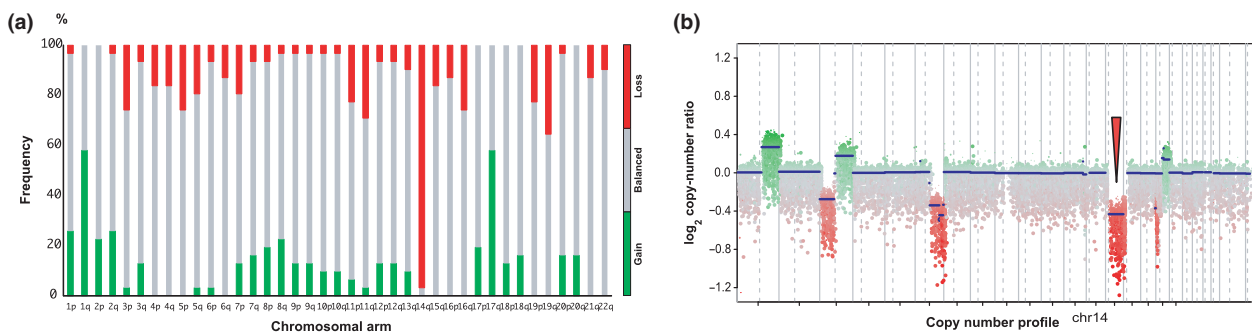 (a)
%
100
80
60
40
20
0
Frequency
1p 1q 2p 2q 3p 3q 4p 4q 5p 5q 6p 6q 7p 7q 8p 8q 9p 9q 10p 10q 11p 11q 12p 12q 13q 14q 15q 16p 16q 17p 17q 18p 18q 19p 19q 20p 20q 21q 22q
Chromosomal arm
Loss
Balanced
Gain
(b)
1.2
0.4
0.0
−0.4
−0.8
−1.2
log2 copy-number ratio
Copy number profile chr14